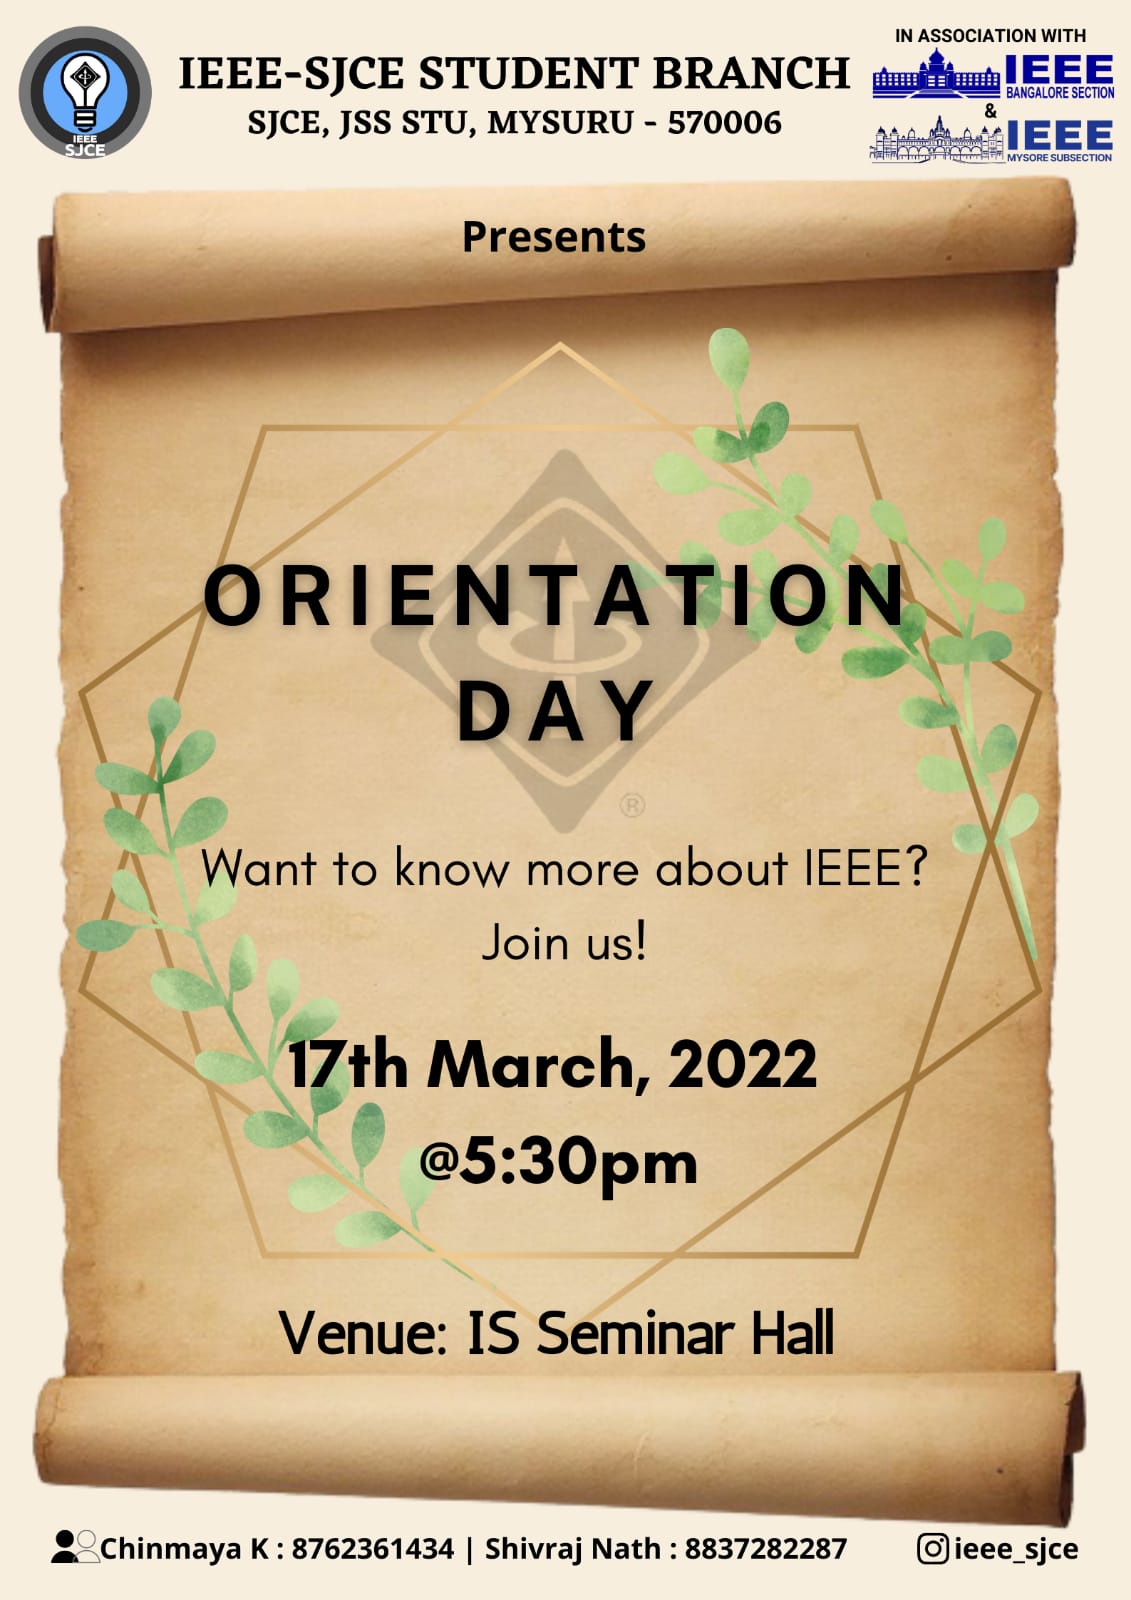 IEEE
SJCE
IEEE-SJCE STUDENT BRANCH
SJCE, JSS STU, MYSURU - 570006
IN ASSOCIATION WITH
IEEE
BANGALORE SECTION
&
IEEE
MYSORE SUBSECTION
Presents
ORIENTATION
DAY
®
Want to know more about IEEE?
Join us!
17th March, 2022
@5:30pm
Venue: IS Seminar Hall
Chinmaya K : 8762361434 | Shivraj Nath : 8837282287
ieee_sjce